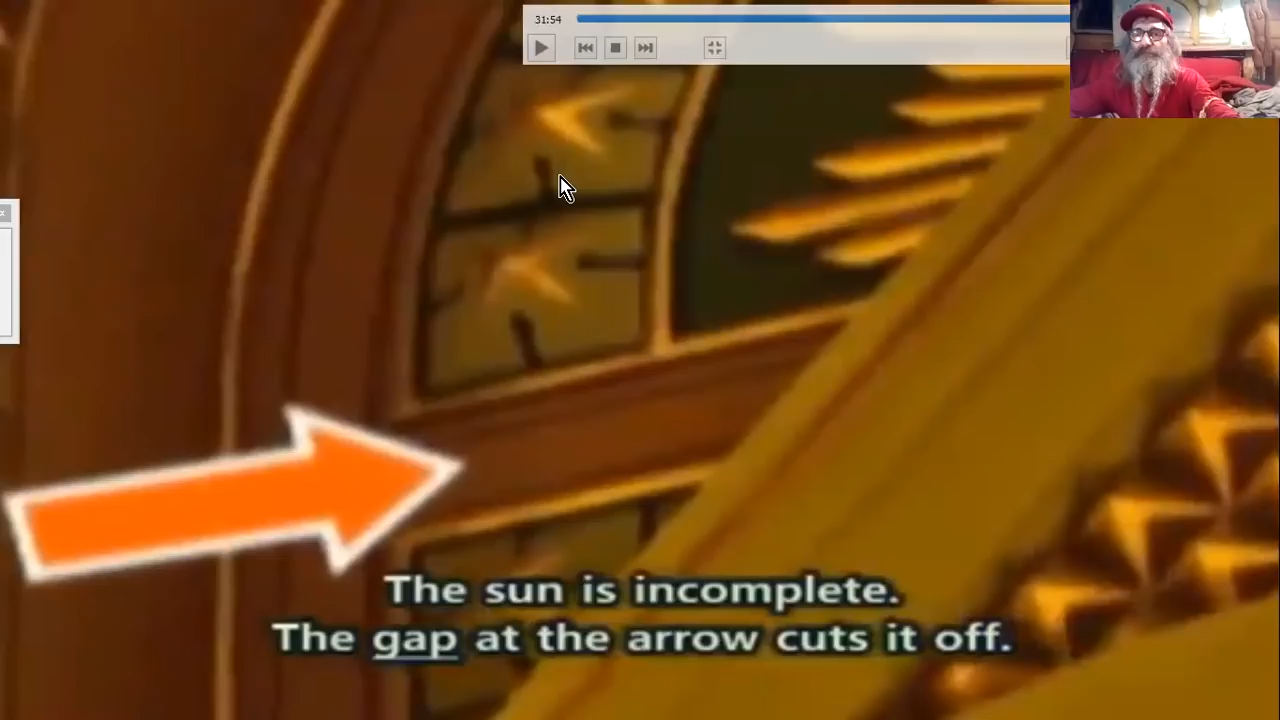 31:54
x
The sun is incomplete.
The gap at the arrow cuts it off.